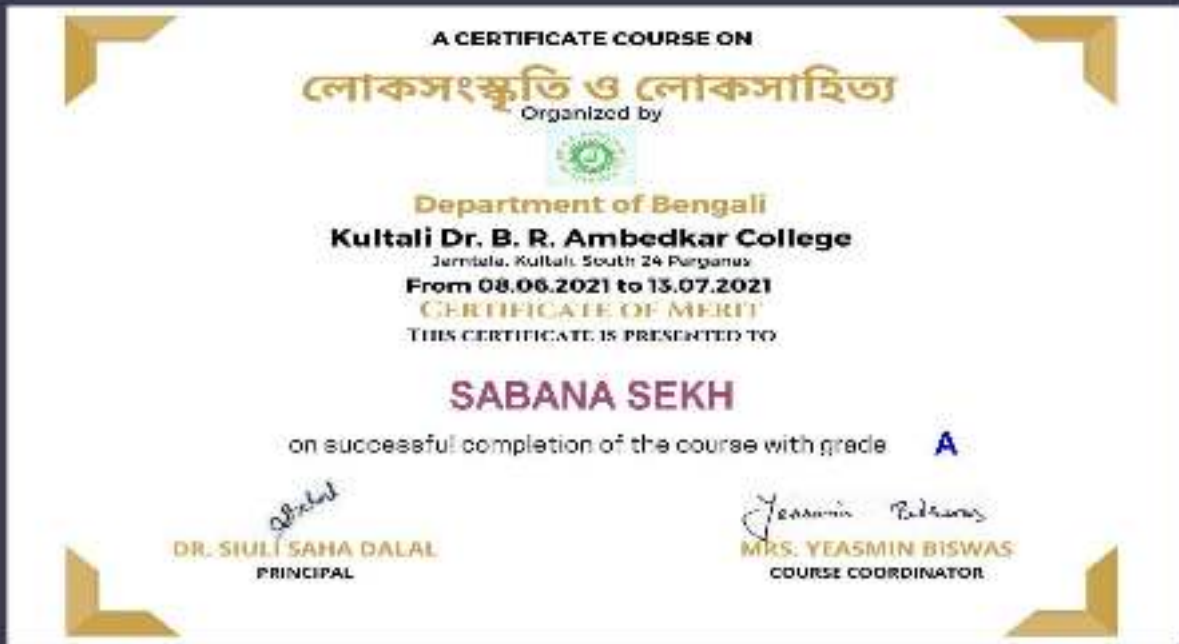 A CERTIFICATE COURSE ON
লোকসংস্কৃতি ও লোকসাহিত্য
Organized by
Department of Bengali
Kultali Dr. B. R. Ambedkar College
Jamtala, Kultali, South 24 Parganas
From 08.06.2021 to 13.07.2021
CERTIFICATE OF MERIT
THIS CERTIFICATE IS PRESENTED TO
SABANA SEKH
on successful completion of the course with grade A
Yeasmin Biswas
DR. SIULI SAHA DALAL MRS. YEASMIN BISWAS
PRINCIPAL COURSE COORDINATOR